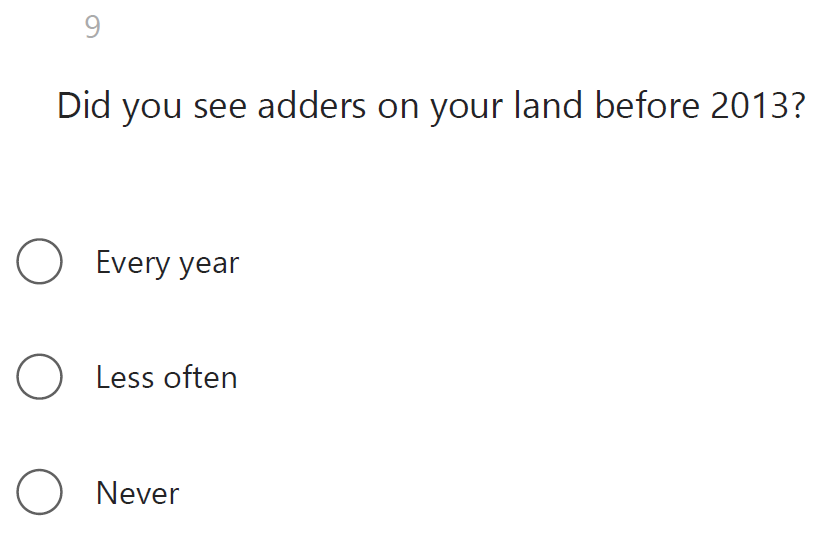 9
Did you see adders on your land before 2013?
Every year
Less often
Never